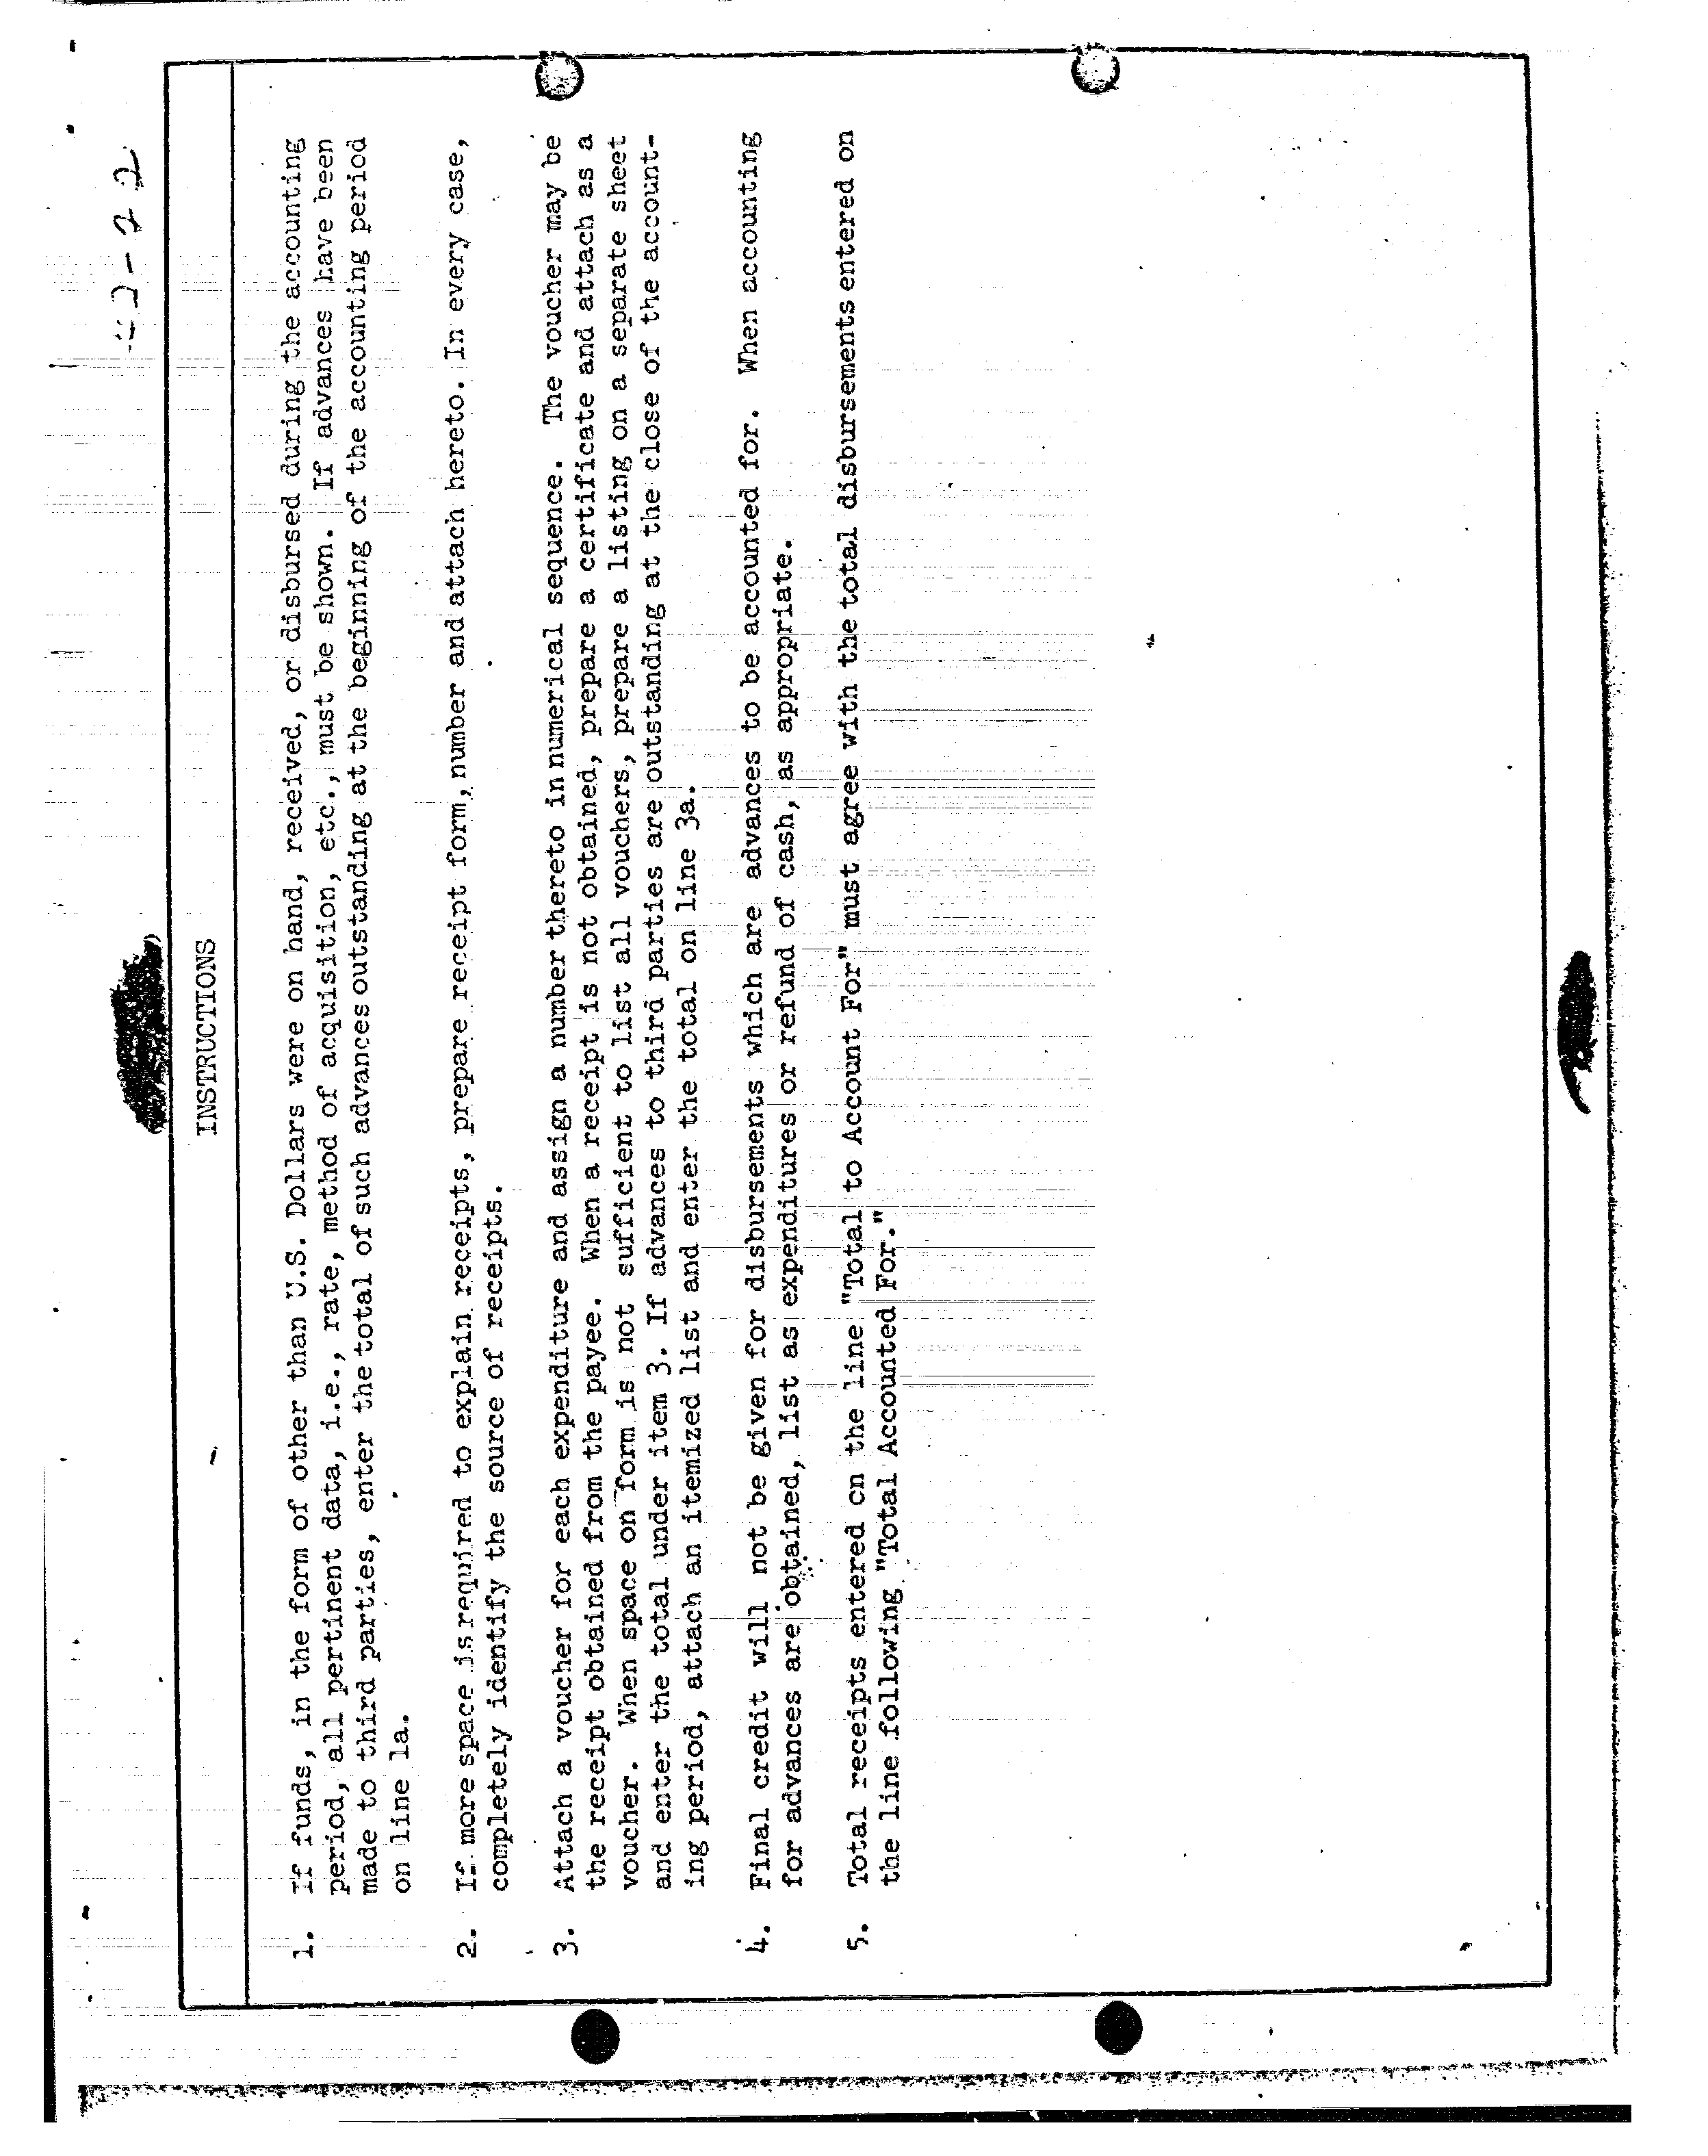 INSTRUCTIONS
1. If funds, in the form of other than U.S. Dollars were on hand, received, or disbursed during the accounting
period, all pertinent data, i.e., rate, method of acquisition, etc., must be shown. If advances have been
made to third parties, enter the total of such advances outstanding at the beginning of the accounting period
on line 1a.
2. If more space is required to explain receipts, prepare receipt form, number and attach hereto. In every case,
completely identify the source of receipts.
3. Attach a voucher for each expenditure and assign a number thereto in numerical sequence. The voucher may be
the receipt obtained from the payee. When a receipt is not obtained, prepare a certificate and attach as a
voucher. When space on form is not sufficient to list all vouchers, prepare a listing on a separate sheet
and enter the total under item 3. If advances to third parties are outstanding at the close of the account-
ing period, attach an itemized list and enter the total on line 3a.
4. Final credit will not be given for disbursements which are advances to be accounted for. When accounting
for advances are obtained, list as expenditures or refund of cash, as appropriate.
5. Total receipts entered on the line "Total to Account For" must agree with the total disbursements entered on
the line following "Total Accounted For."